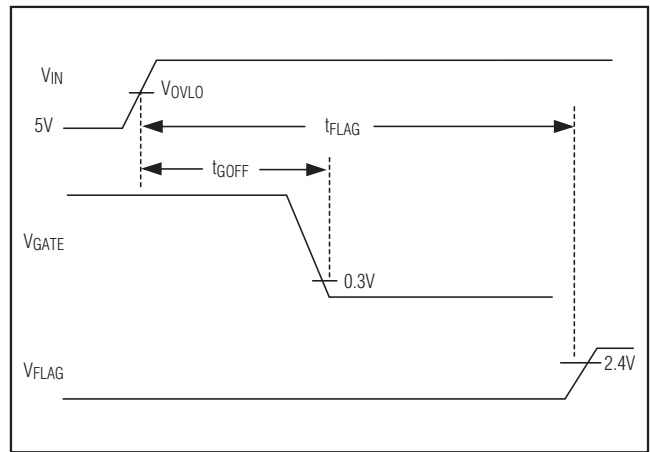 VIN
VOVLO
5V
tFLAG
tGOFF
VGATE
0.3V
VFLAG
2.4V